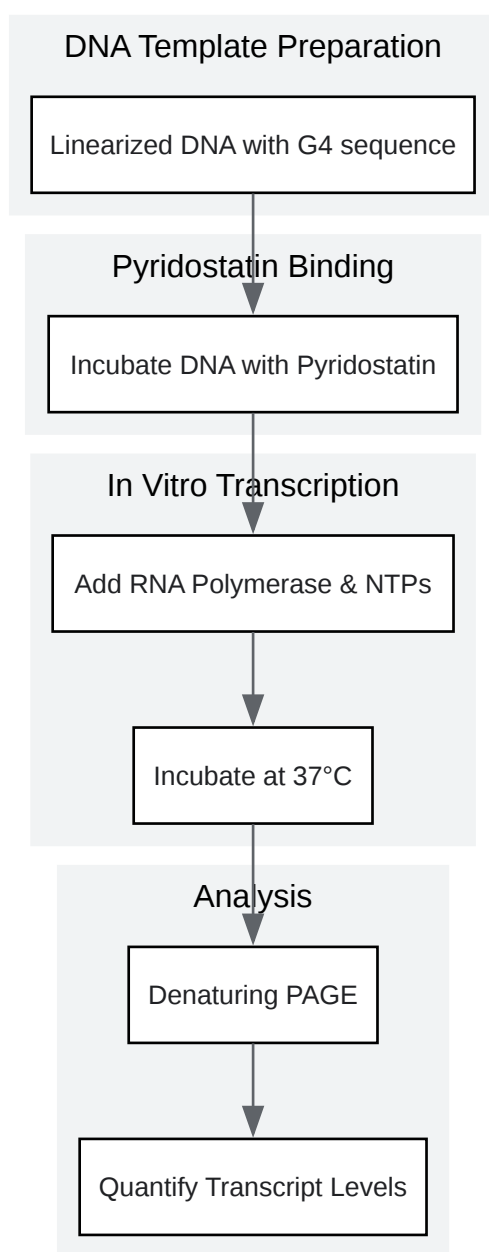 DNA Template Preparation
Linearized DNA with G4 sequence
Pyridostatin Binding
Incubate DNA with Pyridostatin
In Vitro Transcription
Add RNA Polymerase & NTPs
Incubate at 37°C
Analysis
Denaturing PAGE
Quantify Transcript Levels